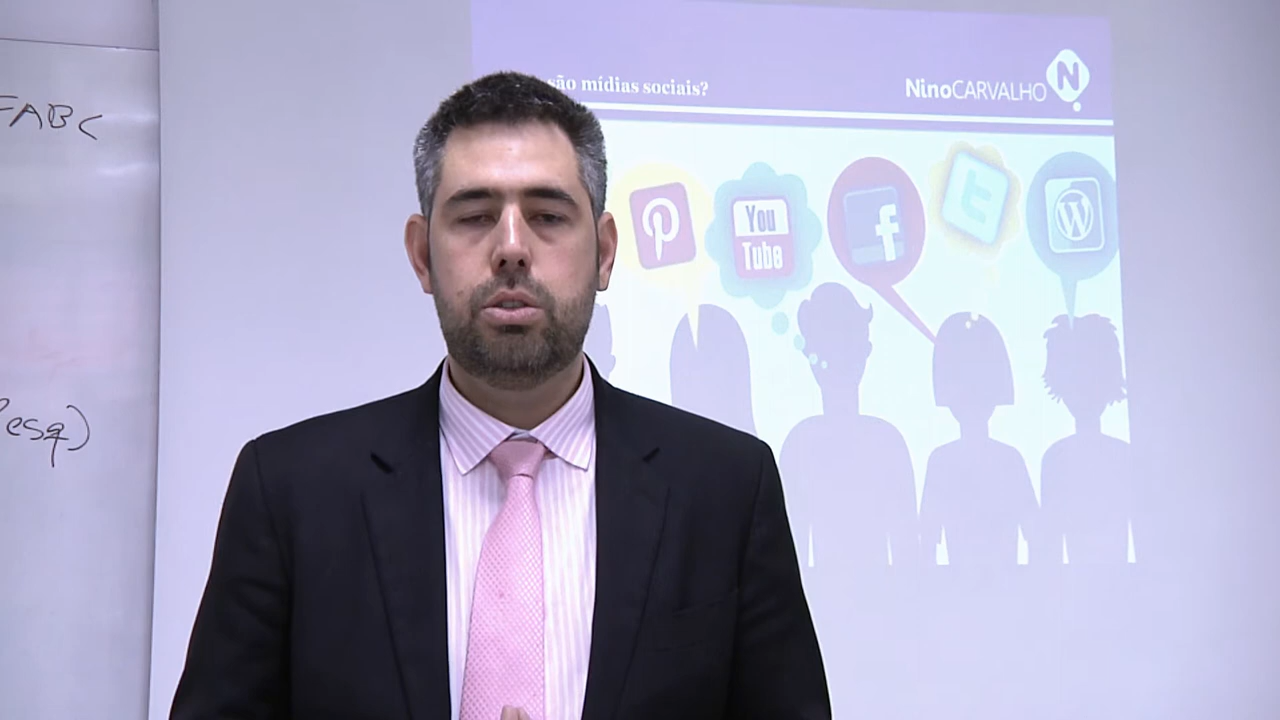 são mídias sociais?
NinoCARVALHO N
FABC
You
Tube
f
t
W
esq)